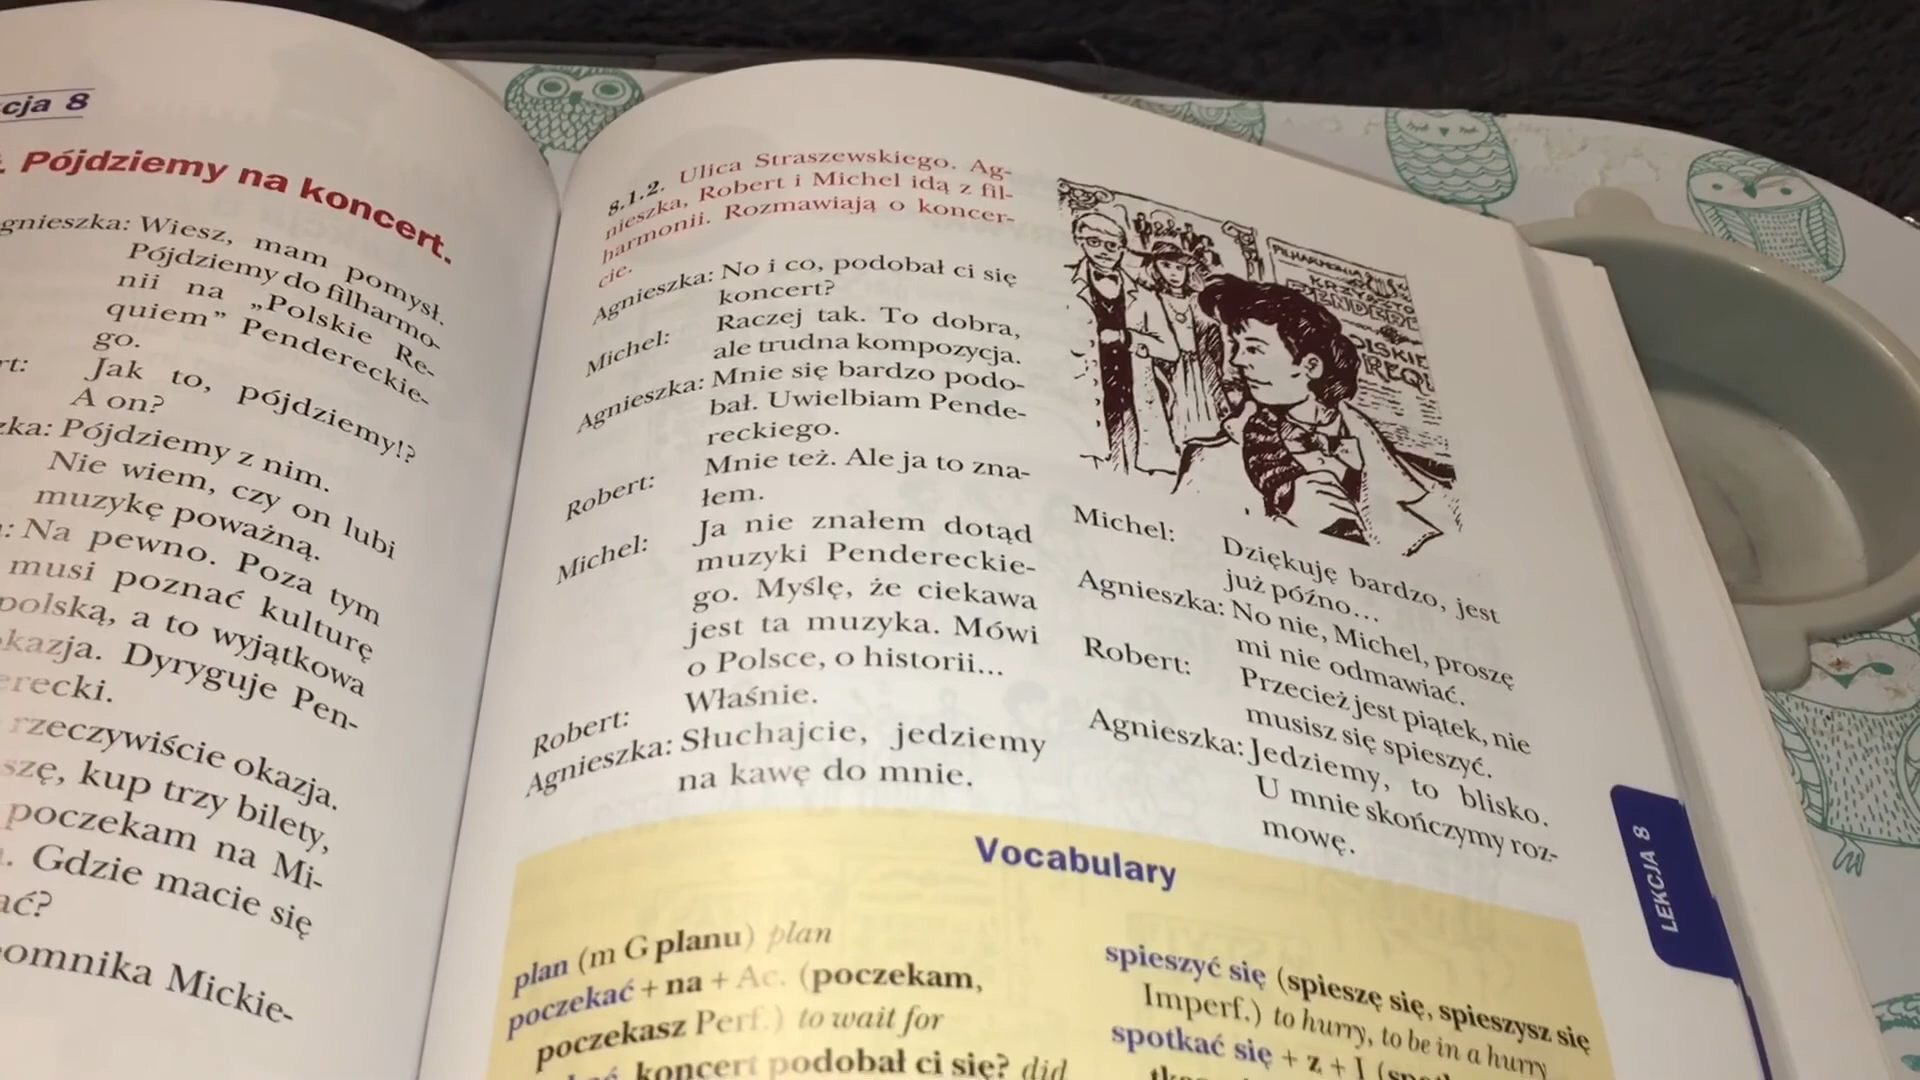 cja 8
Pójdziemy na koncert.
gnieszka: Wiesz, mam pomysł.
Pójdziemy do filharmo-
nii na „Polskie Re-
quiem” Pendereckie-
go.
rt: Jak to, pójdziemy!?
A on?
zka: Pójdziemy z nim.
Nie wiem, czy on lubi
muzykę poważną.
: Na pewno. Poza tym
musi poznać kulturę
polską, a to wyjątkowa
okazja. Dyryguje Pen-
erecki.
rzeczywiście okazja.
szę, kup trzy bilety,
poczekam na Mi-
. Gdzie macie się
ać?
omnika Mickie-
8.1.2. Ulica Straszewskiego. Ag-
nieszka, Robert i Michel idą z fil-
harmonii. Rozmawiają o koncer-
cie.
Agnieszka: No i co, podobał ci się
koncert?
Michel: Raczej tak. To dobra,
ale trudna kompozycja.
Agnieszka: Mnie się bardzo podo-
bał. Uwielbiam Pende-
reckiego.
Robert: Mnie też. Ale ja to zna-
łem.
Michel: Ja nie znałem dotąd
muzyki Pendereckie-
go. Myślę, że ciekawa
jest ta muzyka. Mówi
o Polsce, o historii...
Robert: Właśnie.
Agnieszka: Słuchajcie, jedziemy
na kawę do mnie.
FILHARMONIA
KRZYSZTO
PENDERE
OLSKIE
REQU
Michel: Dziękuję bardzo, jest
już późno...
Agnieszka: No nie, Michel, proszę
mi nie odmawiać.
Robert: Przecież jest piątek, nie
musisz się spieszyć.
Agnieszka: Jedziemy, to blisko.
U mnie skończymy roz-
mowę.
LEKCJA 8
Vocabulary
plan (m G planu) plan
poczekać + na + Ac. (poczekam,
poczekasz Perf.) to wait for
koncert podobał ci się? did
spieszyć się (spieszę się, spieszysz się
Imperf.) to hurry, to be in a hurry
spotkać się + z + I